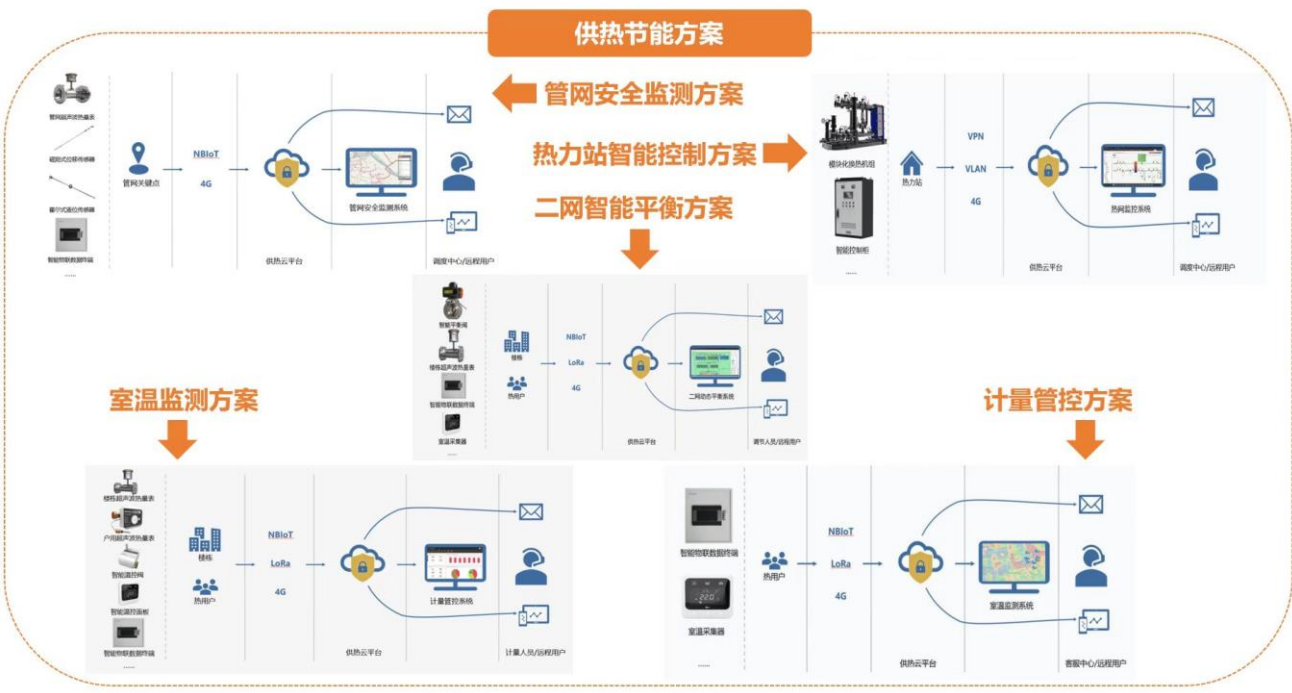 供热节能方案
管网安全监测方案
热力站智能控制方案
二网智能平衡方案
室温监测方案
计量管控方案
管网超声波热量表
磁阻式位移传感器
霍尔式液位传感器
智能物联数据终端
......
管网关键点
NBIoT
4G
供热云平台
管网安全监测系统
调度中心/远程用户
模块化换热机组
智能控制柜
......
热力站
VPN
VLAN
4G
供热云平台
热网监控系统
调度中心/远程用户
智能平衡阀
楼栋超声波热量表
智能物联数据终端
室温采集器
......
楼栋
热用户
NBIoT
LoRa
4G
供热云平台
二网动态平衡系统
调节人员/远程用户
楼栋超声波热量表
户用超声波热量表
智能温控阀
智能温控面板
智能物联数据终端
......
楼栋
热用户
NBIoT
LoRa
4G
供热云平台
计量管控系统
计量人员/远程用户
智能物联数据终端
室温采集器
......
热用户
NBIoT
LoRa
4G
供热云平台
室温监测系统
客服中心/远程用户